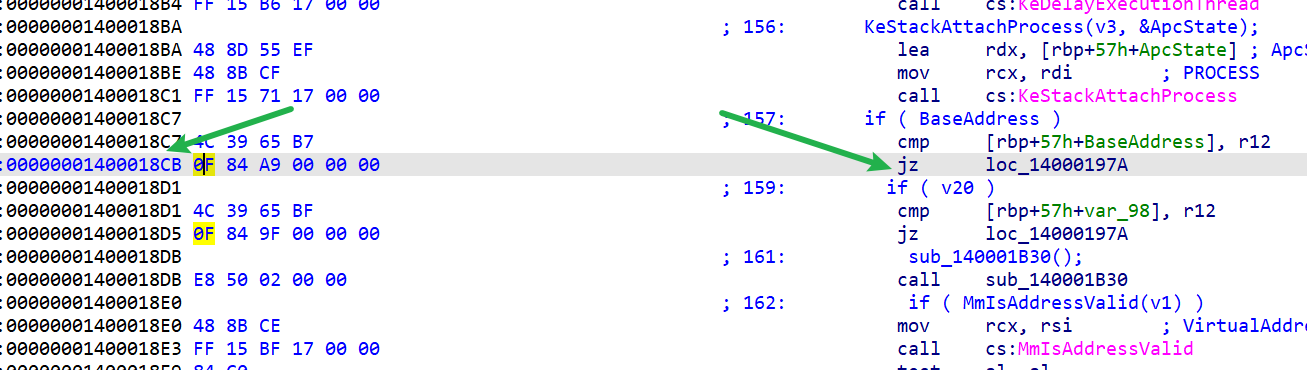 :00000001400018B4 FF 15 B6 17 00 00 call cs:KeDelayExecutionThread
:00000001400018BA ; 156: KeStackAttachProcess(v3, &ApcState);
:00000001400018BA 48 8D 55 EF lea rdx, [rbp+57h+ApcState] ; ApcS
:00000001400018BE 48 8B CF mov rcx, rdi ; PROCESS
:00000001400018C1 FF 15 71 17 00 00 call cs:KeStackAttachProcess
:00000001400018C7 ; 157: if ( BaseAddress )
:00000001400018C7 4C 39 65 B7 cmp [rbp+57h+BaseAddress], r12
:00000001400018CB 0F 84 A9 00 00 00 jz loc_14000197A
:00000001400018D1 ; 159: if ( v20 )
:00000001400018D1 4C 39 65 BF cmp [rbp+57h+var_98], r12
:00000001400018D5 0F 84 9F 00 00 00 jz loc_14000197A
:00000001400018DB ; 161: sub_140001B30();
:00000001400018DB E8 50 02 00 00 call sub_140001B30
:00000001400018E0 ; 162: if ( MmIsAddressValid(v1) )
:00000001400018E0 48 8B CE mov rcx, rsi ; VirtualAddre
:00000001400018E3 FF 15 BF 17 00 00 call cs:MmIsAddressValid
:00000001400018E9 84 C0